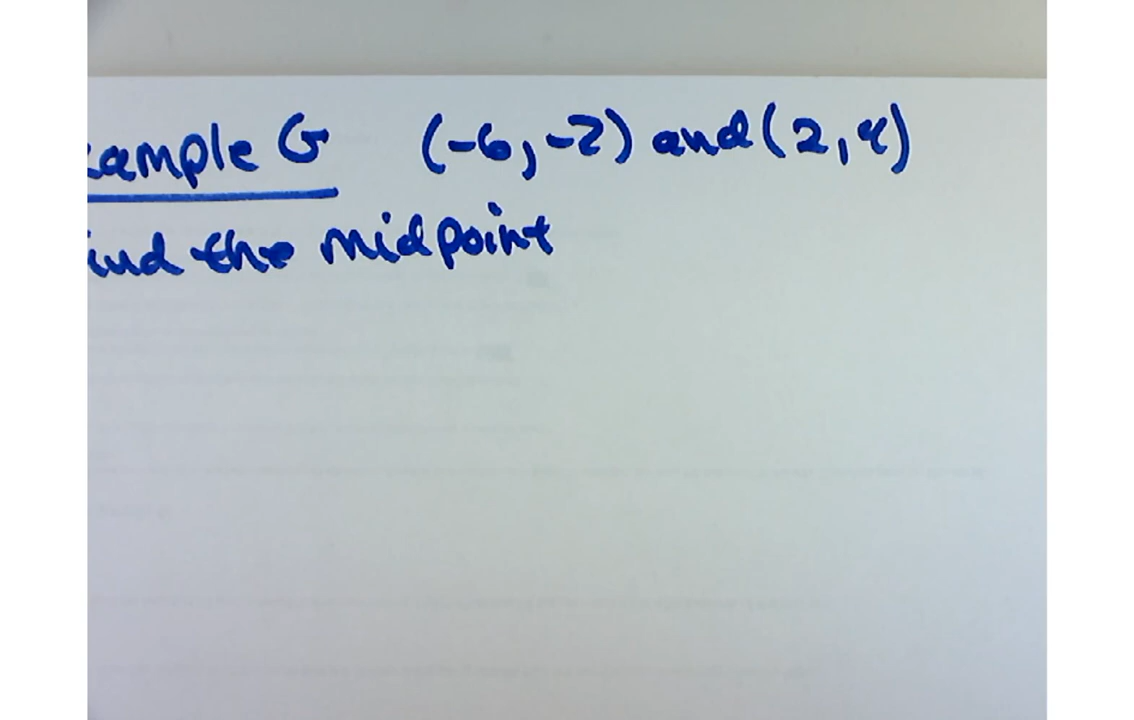 ample G (-6,-2) and (2,4)
ind the midpoint